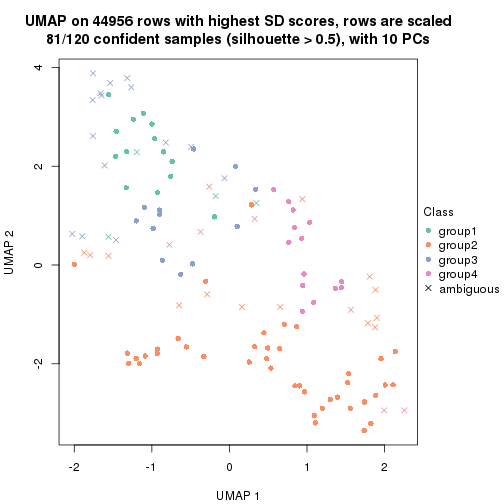 UMAP on 44956 rows with highest SD scores, rows are scaled
81/120 confident samples (silhouette > 0.5), with 10 PCs
4
2
0
-2
UMAP 2
-2
-1
0
1
2
UMAP 1
Class
group1
group2
group3
group4
ambiguous